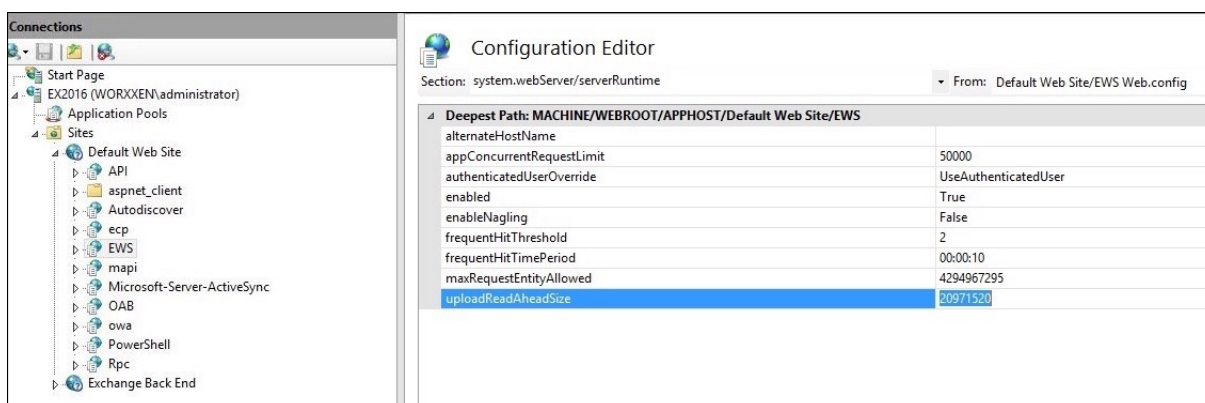 Connections
Start Page
EX2016 (WORXXEN\administrator)
Application Pools
Sites
Default Web Site
API
aspnet_client
Autodiscover
ecp
EWS
mapi
Microsoft-Server-ActiveSync
OAB
owa
PowerShell
Rpc
Exchange Back End
Configuration Editor
Section: system.webServer/serverRuntime From: Default Web Site/EWS Web.config
Deepest Path: MACHINE/WEBROOT/APPHOST/Default Web Site/EWS
alternateHostName
appConcurrentRequestLimit 50000
authenticatedUserOverride UseAuthenticatedUser
enabled True
enableNagling False
frequentHitThreshold 2
frequentHitTimePeriod 00:00:10
maxRequestEntityAllowed 4294967295
uploadReadAheadSize 20971520